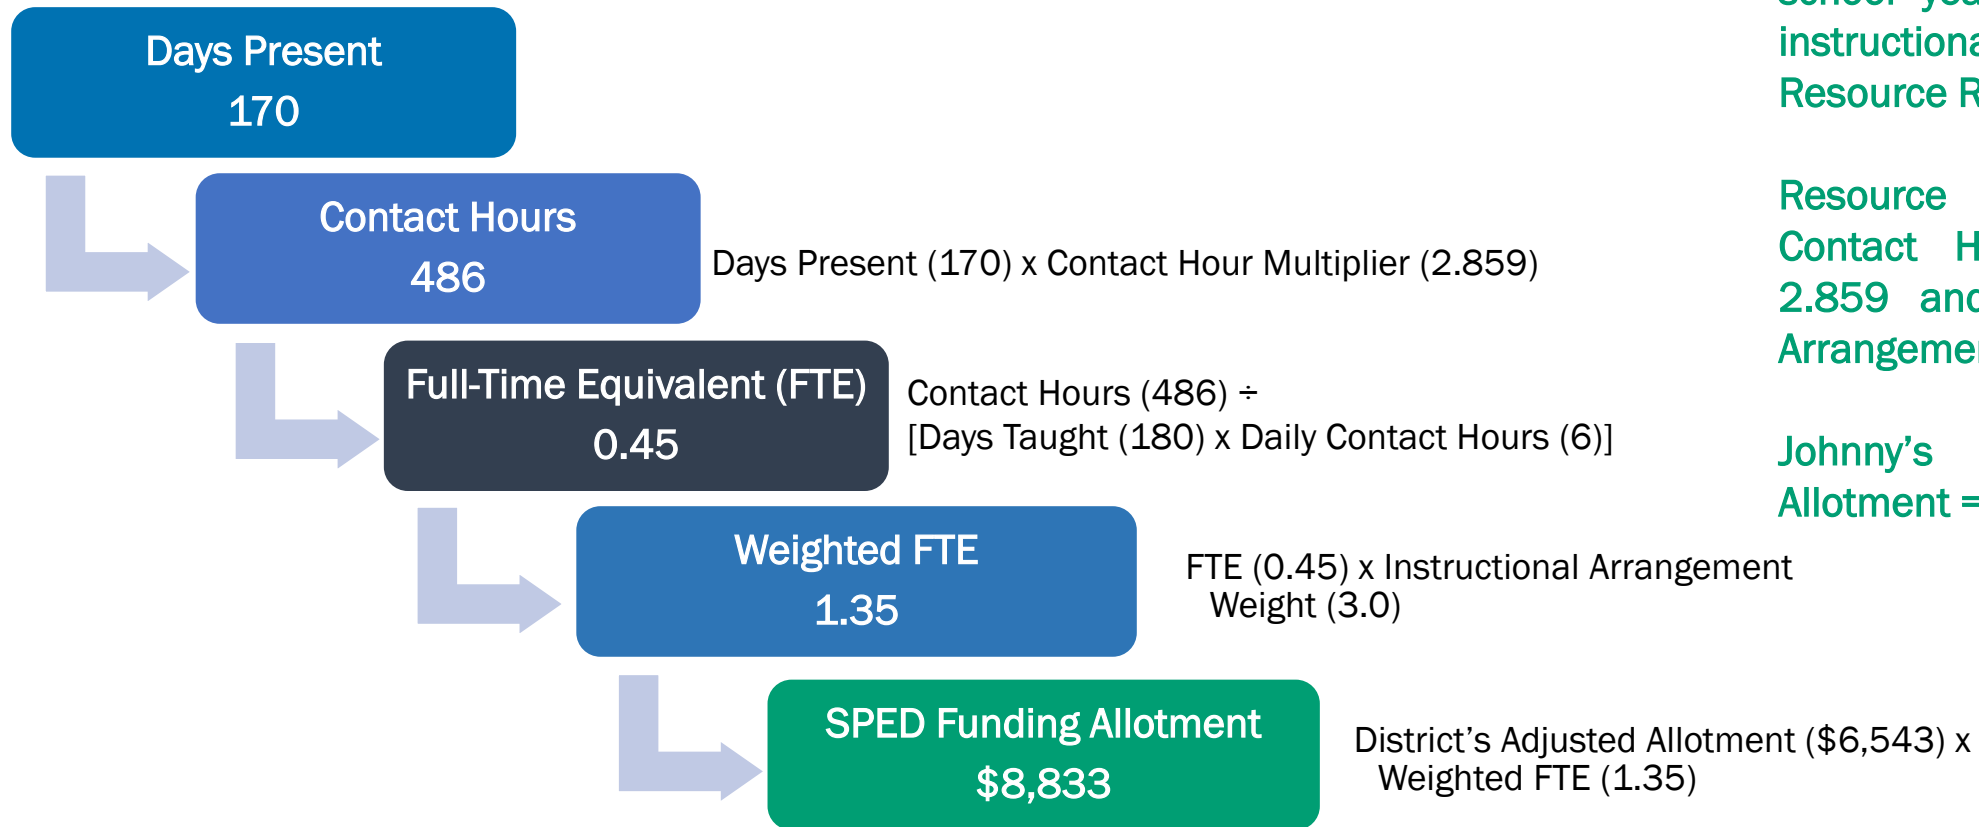 Days Present
170
Contact Hours
486
Days Present (170) x Contact Hour Multiplier (2.859)
Full-Time Equivalent (FTE)
0.45
Contact Hours (486) ÷
[Days Taught (180) x Daily Contact Hours (6)]
Weighted FTE
1.35
FTE (0.45) x Instructional Arrangement
Weight (3.0)
SPED Funding Allotment
$8,833
District's Adjusted Allotment ($6,543) x
Weighted FTE (1.35)
school
Resource
Resource
Contact
2.859
Johnny's
Allotment =